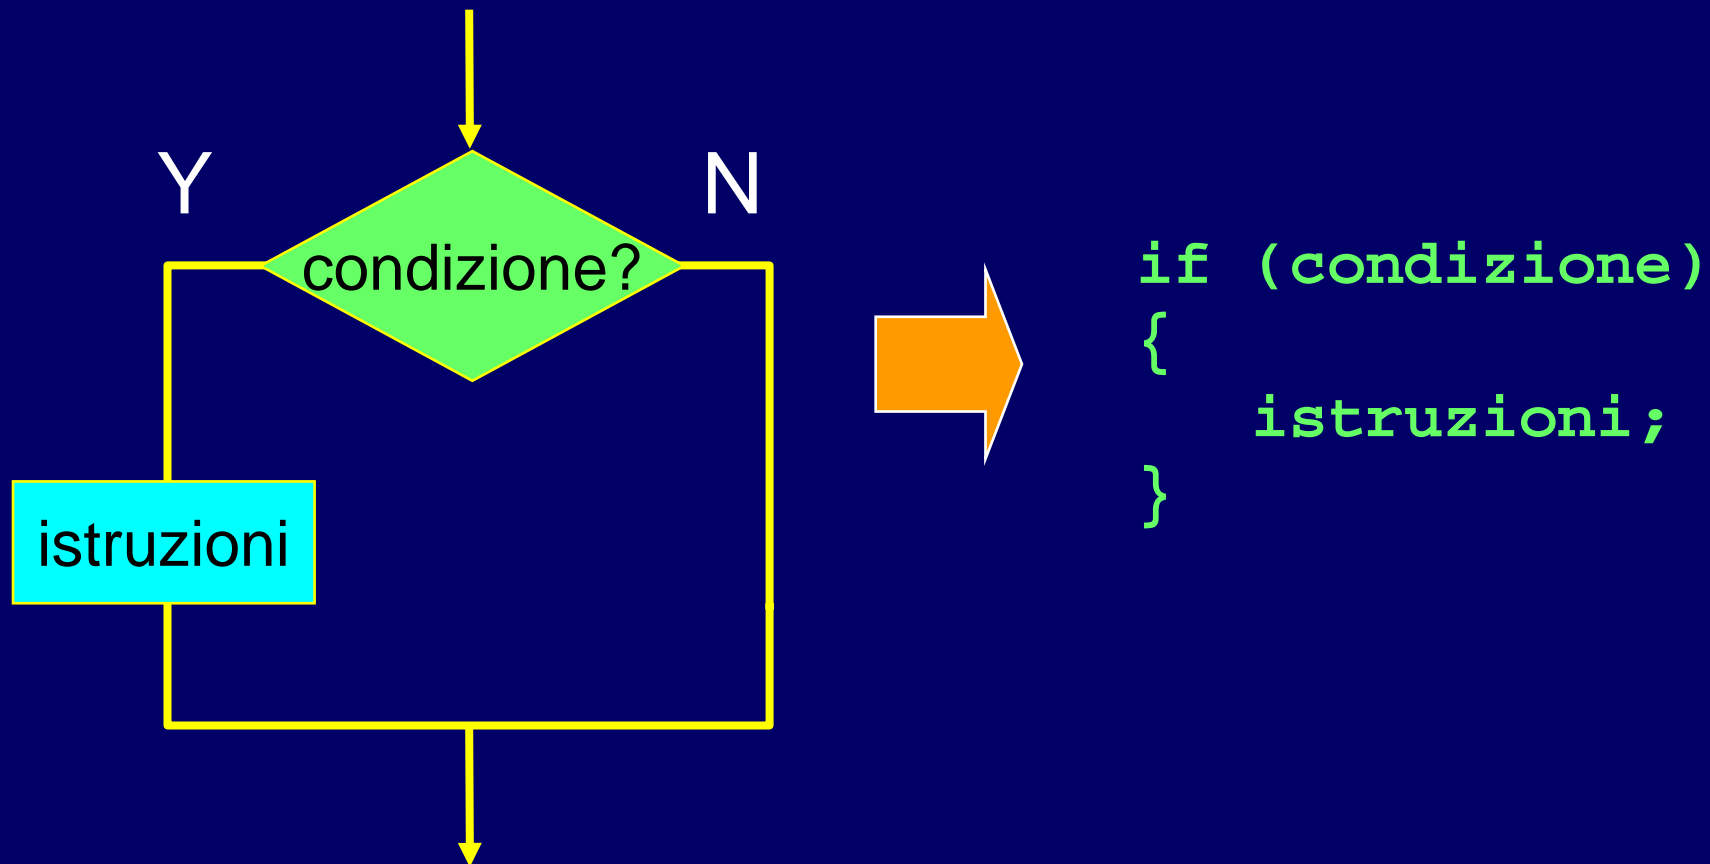 Y
N
condizione?
istruzioni
if (condizione)
{
istruzioni;
}